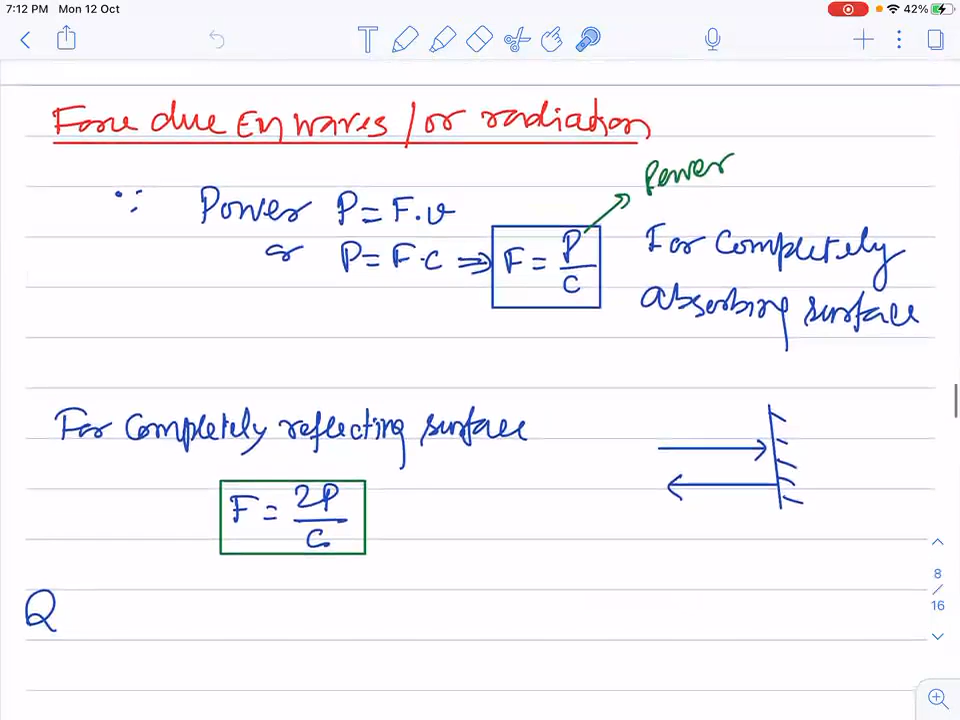 7:12 PM Mon 12 Oct
42%
T
Force due EM waves / or radiation
∵ Power P = F.v
or P = F.c ⇒ F = P/c
Power
For Completely
absorbing surface
For Completely reflecting surface
F = 2P/c
Q
8
/
16